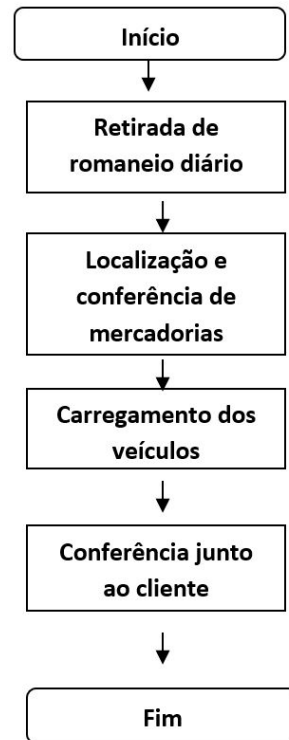 Início
Retirada de
romaneio diário
Localização e
conferência de
mercadorias
Carregamento dos
veículos
Conferência junto
ao cliente
Fim